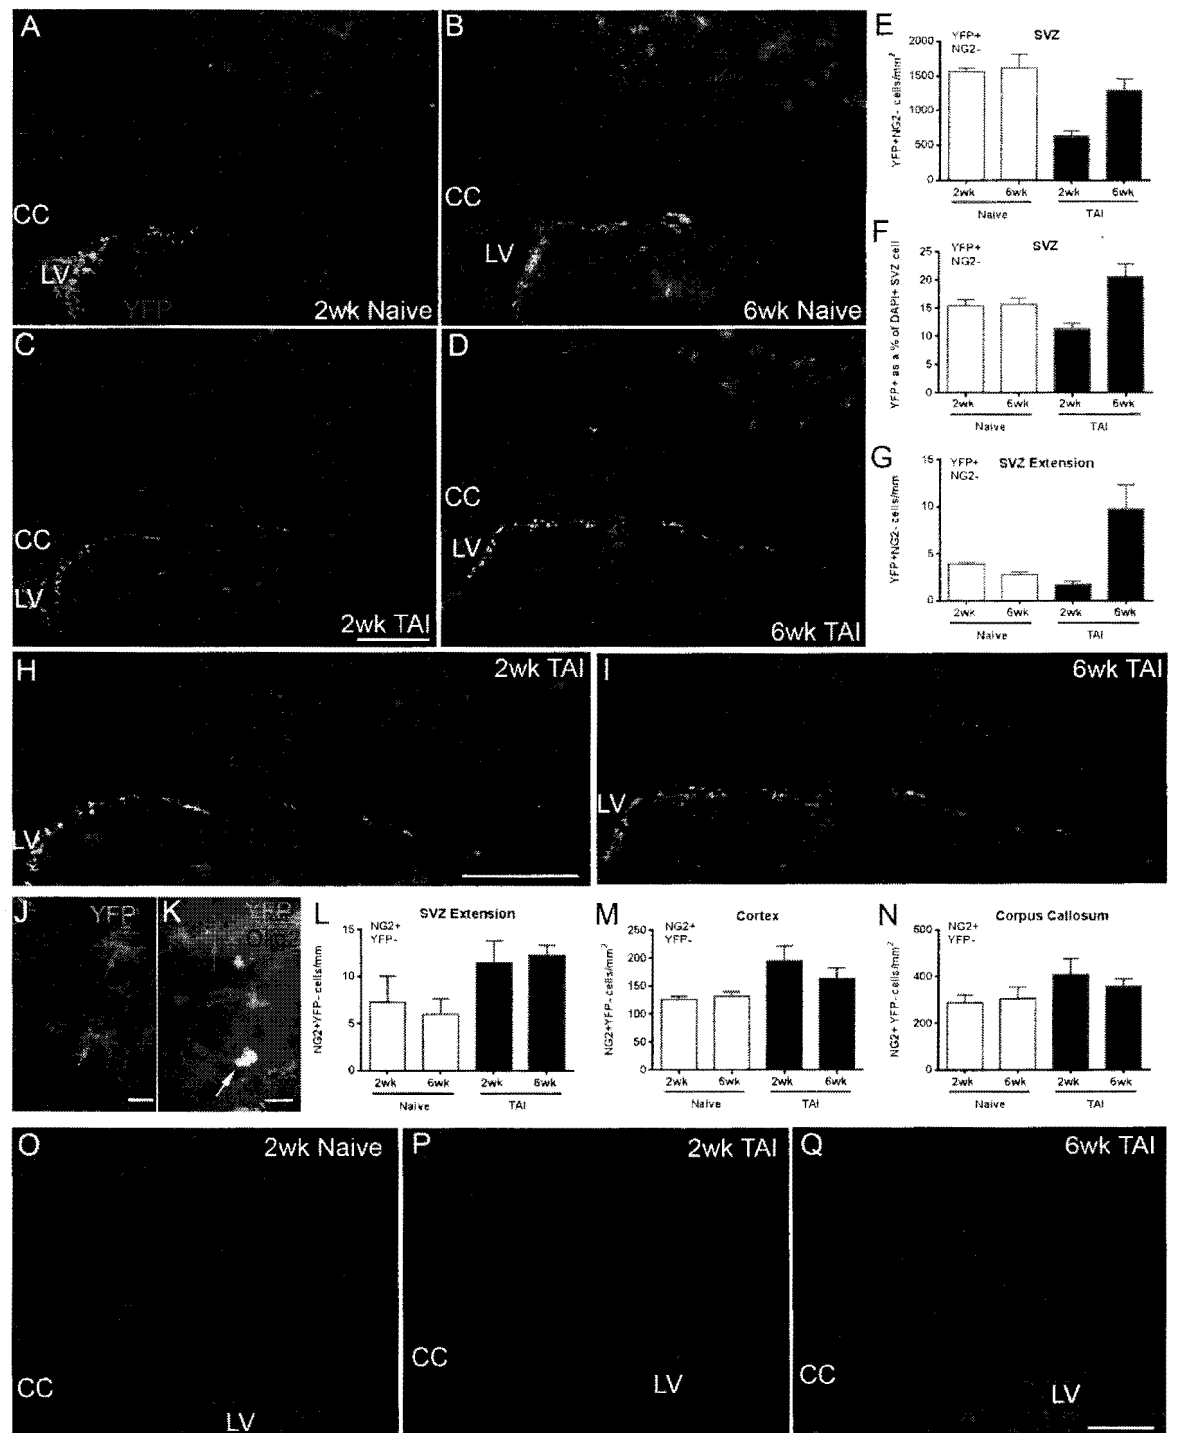 A
CC
LV
YFP
2wk Naive
B
CC
LV
6wk Naive
C
CC
LV
2wk TAI
D
CC
LV
6wk TAI
E
YFP+
NG2-
SVZ
YFP+NG2- cells/mm²
2000
1500
1000
500
0
2wk
6wk
2wk
6wk
Naive
TAI
F
YFP+
NG2-
SVZ
YFP+ as a % of DAPI+ SVZ cell
25
20
15
10
5
0
2wk
6wk
2wk
6wk
Naive
TAI
G
YFP+
NG2-
SVZ Extension
YFP+NG2- cells/mm
15
10
5
0
2wk
6wk
2wk
6wk
Naive
TAI
H
2wk TAI
LV
I
6wk TAI
LV
J
YFP
K
YFP
L
SVZ Extension
NG2+
YFP-
NG2+YFP- cells/mm
15
10
5
0
2wk
6wk
2wk
6wk
Naive
TAI
M
Cortex
NG2+
YFP-
NG2+YFP- cells/mm²
250
200
150
100
50
0
2wk
6wk
2wk
6wk
Naive
TAI
N
Corpus Callosum
NG2+
YFP-
NG2+ YFP- cells/mm²
600
400
200
0
2wk
6wk
2wk
6wk
Naive
TAI
O
2wk Naive
CC
LV
P
2wk TAI
CC
LV
Q
6wk TAI
CC
LV